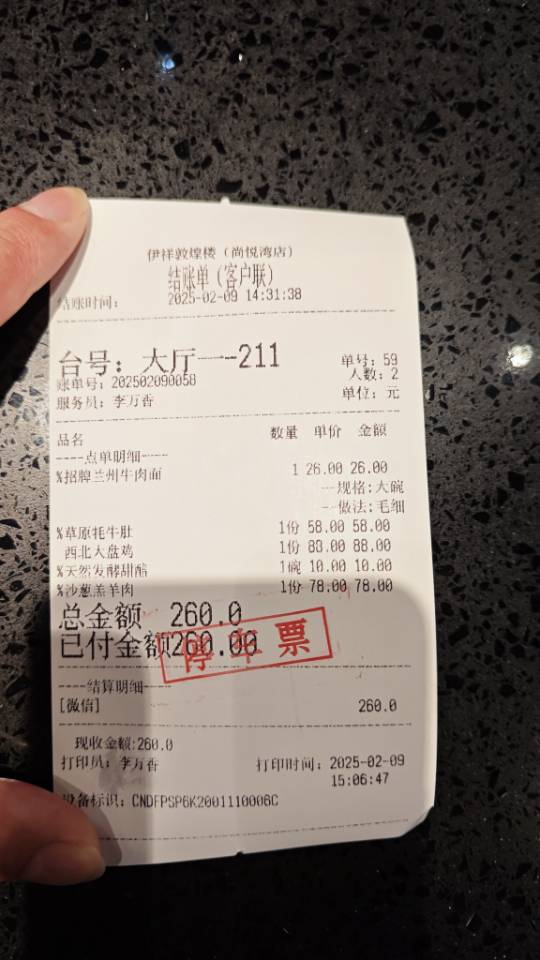 伊祥敦煌楼（尚悦湾店）
结账单（客户联）
结账时间： 2025-02-09 14:31:38
台号：大厅一-211
单号：59
账单号：202502090058
人数：2
服务员：李万香
单位：元
品名 数量 单价 金额
----点单明细----
%招牌兰州牛肉面 1 26.00 26.00
---规格:大碗
---做法:毛细
%草原牦牛肚 1份 58.00 58.00
西北大盘鸡 1份 88.00 88.00
%天然发酵甜醅 1碗 10.00 10.00
%沙葱羔羊肉 1份 78.00 78.00
总金额 260.0
已付金额260.00
停车票
----结算明细----
[微信] 260.0
现收金额:260.0
打印员：李万香 打印时间：2025-02-09
15:06:47
设备标识：CNDFPSP6K2001110006C